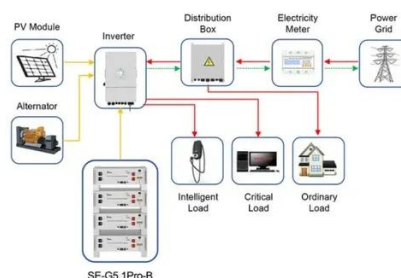 PV Module
Inverter
Distribution
Box
Electricity
Meter
Power
Grid
Alternator
Intelligent
Load
Critical
Load
Ordinary
Load
SE-G5.1Pro-B